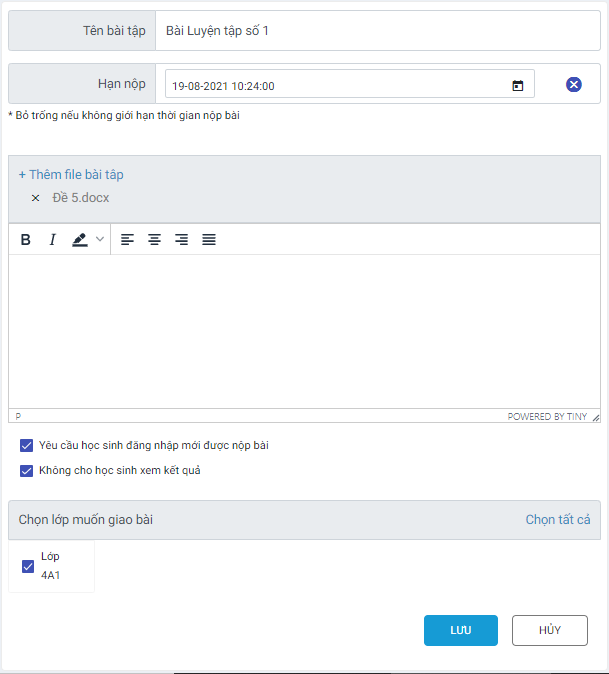 Tên bài tập
Bài Luyện tập số 1
Hạn nộp
19-08-2021 10:24:00
* Bỏ trống nếu không giới hạn thời gian nộp bài
+ Thêm file bài tập
× Đề 5.docx
B I
P
POWERED BY TINY
Yêu cầu học sinh đăng nhập mới được nộp bài
Không cho học sinh xem kết quả
Chọn lớp muốn giao bài
Chọn tất cả
Lớp
4A1
LƯU
HỦY